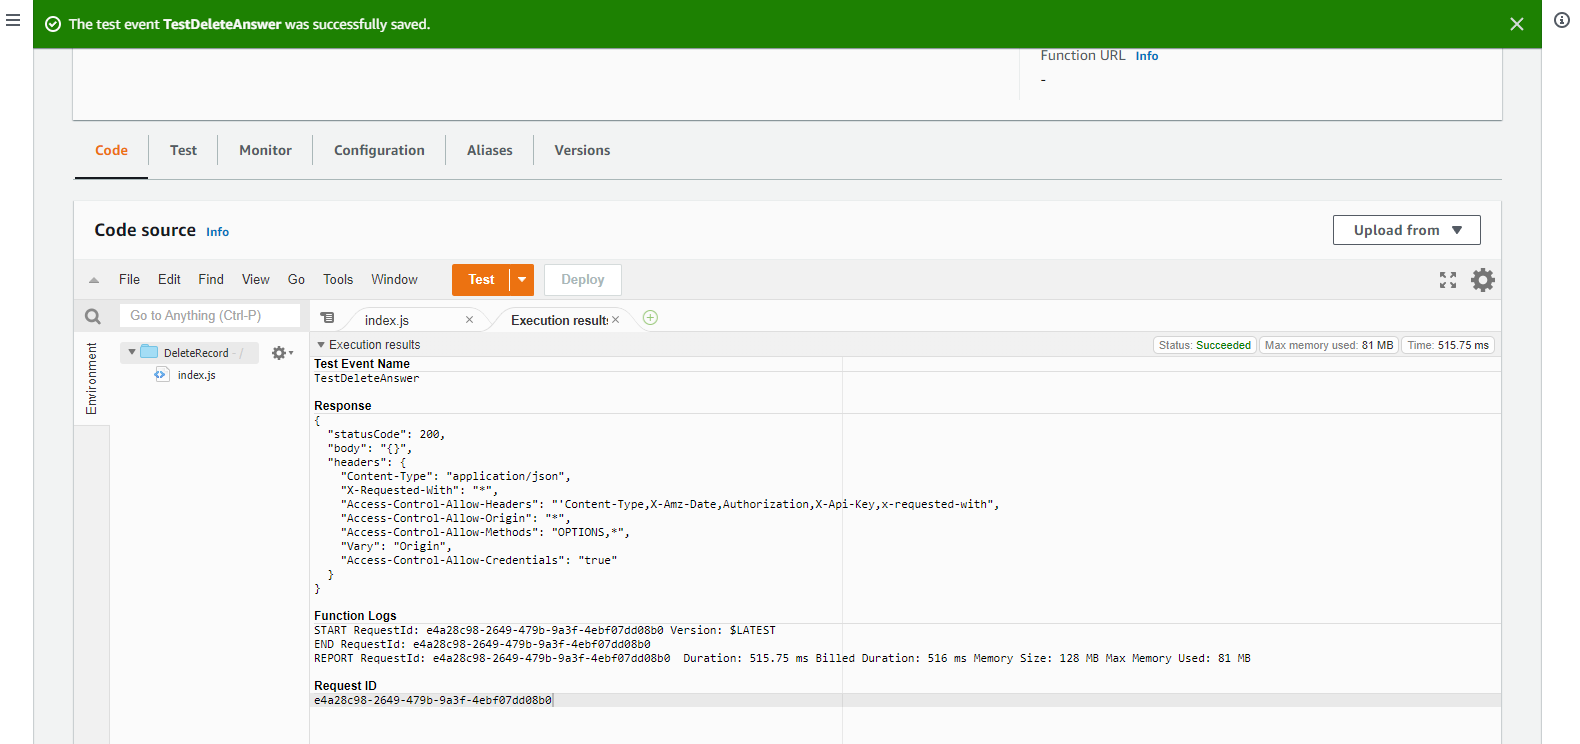 The test event TestDeleteAnswer was successfully saved.
Function URL Info
-
Code Test Monitor Configuration Aliases Versions
Code source Info
Upload from
File Edit Find View Go Tools Window Test Deploy
Go to Anything (Ctrl-P)
index.js Execution result
Environment
DeleteRecord - /
index.js
Execution results
Status: Succeeded Max memory used: 81 MB Time: 515.75 ms
Test Event Name
TestDeleteAnswer
Response
{
"statusCode": 200,
"body": "{}",
"headers": {
"Content-Type": "application/json",
"X-Requested-With": "*",
"Access-Control-Allow-Headers": "'Content-Type,X-Amz-Date,Authorization,X-Api-Key,x-requested-with",
"Access-Control-Allow-Origin": "*",
"Access-Control-Allow-Methods": "OPTIONS,*",
"Vary": "Origin",
"Access-Control-Allow-Credentials": "true"
}
}
Function Logs
START RequestId: e4a28c98-2649-479b-9a3f-4ebf07dd08b0 Version: $LATEST
END RequestId: e4a28c98-2649-479b-9a3f-4ebf07dd08b0
REPORT RequestId: e4a28c98-2649-479b-9a3f-4ebf07dd08b0 Duration: 515.75 ms Billed Duration: 516 ms Memory Size: 128 MB Max Memory Used: 81 MB
Request ID
e4a28c98-2649-479b-9a3f-4ebf07dd08b0